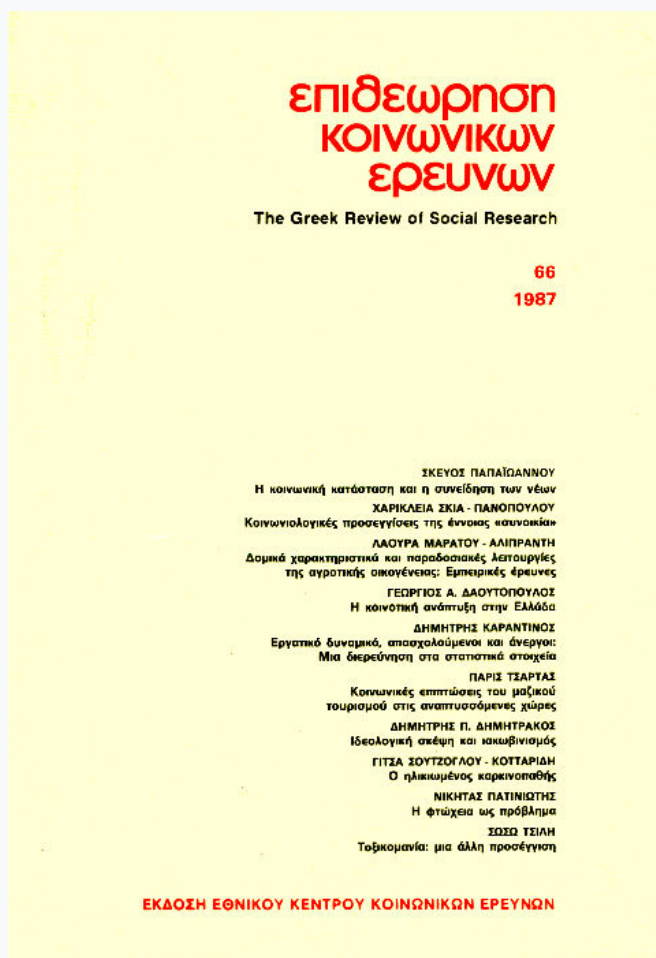 επιθεωρηση
κοινωνικων
ερευνων
The Greek Review of Social Research
66
1987
ΣΚΕΥΟΣ ΠΑΠΑΪΩΑΝΝΟΥ
Η κοινωνική κατάσταση και η συνείδηση των νέων
ΧΑΡΙΚΛΕΙΑ ΣΚΙΑ - ΠΑΝΟΠΟΥΛΟΥ
Κοινωνιολογικές προσεγγίσεις της έννοιας «συνοικία»
ΛΑΟΥΡΑ ΜΑΡΑΤΟΥ - ΑΛΙΠΡΑΝΤΗ
Δομικά χαρακτηριστικά και παραδοσιακές λειτουργίες
της αγροτικής οικογένειας: Εμπειρικές έρευνες
ΓΕΩΡΓΙΟΣ Α. ΔΑΟΥΤΟΠΟΥΛΟΣ
Η κοινοτική ανάπτυξη στην Ελλάδα
ΔΗΜΗΤΡΗΣ ΚΑΡΑΝΤΙΝΟΣ
Εργατικό δυναμικό, απασχολούμενοι και άνεργοι:
Μια διερεύνηση στα στατιστικά στοιχεία
ΠΑΡΙΣ ΤΣΑΡΤΑΣ
Κοινωνικές επιπτώσεις του μαζικού
τουρισμού στις αναπτυσσόμενες χώρες
ΔΗΜΗΤΡΗΣ Π. ΔΗΜΗΤΡΑΚΟΣ
Ιδεολογική σκέψη και ιακωβινισμός
ΓΙΤΣΑ ΣΟΥΤΖΟΓΛΟΥ - ΚΟΤΤΑΡΙΔΗ
Ο ηλικιωμένος καρκινοπαθής
ΝΙΚΗΤΑΣ ΠΑΤΙΝΙΩΤΗΣ
Η φτώχεια ως πρόβλημα
ΣΩΣΩ ΤΣΙΛΗ
Τοξικομανία: μια άλλη προσέγγιση
ΕΚΔΟΣΗ ΕΘΝΙΚΟΥ ΚΕΝΤΡΟΥ ΚΟΙΝΩΝΙΚΩΝ ΕΡΕΥΝΩΝ